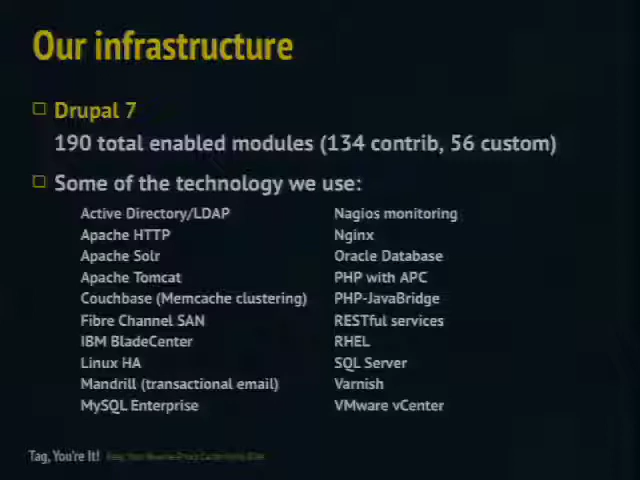 Our infrastructure
Drupal 7
190 total enabled modules (134 contrib, 56 custom)
Some of the technology we use:
Active Directory/LDAP
Apache HTTP
Apache Solr
Apache Tomcat
Couchbase (Memcache clustering)
Fibre Channel SAN
IBM BladeCenter
Linux HA
Mandrill (transactional email)
MySQL Enterprise
Nagios monitoring
Nginx
Oracle Database
PHP with APC
PHP-JavaBridge
RESTful services
RHEL
SQL Server
Varnish
VMware vCenter
Tag, You're It!